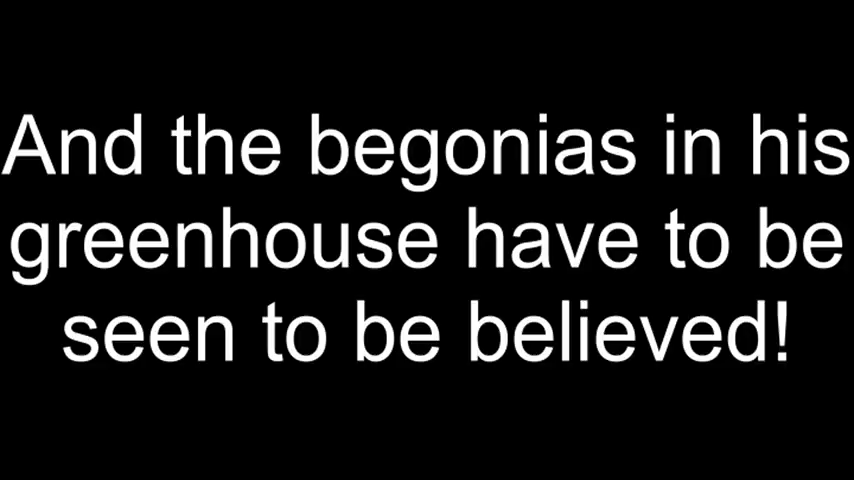 And the begonias in his
greenhouse have to be
seen to be believed!